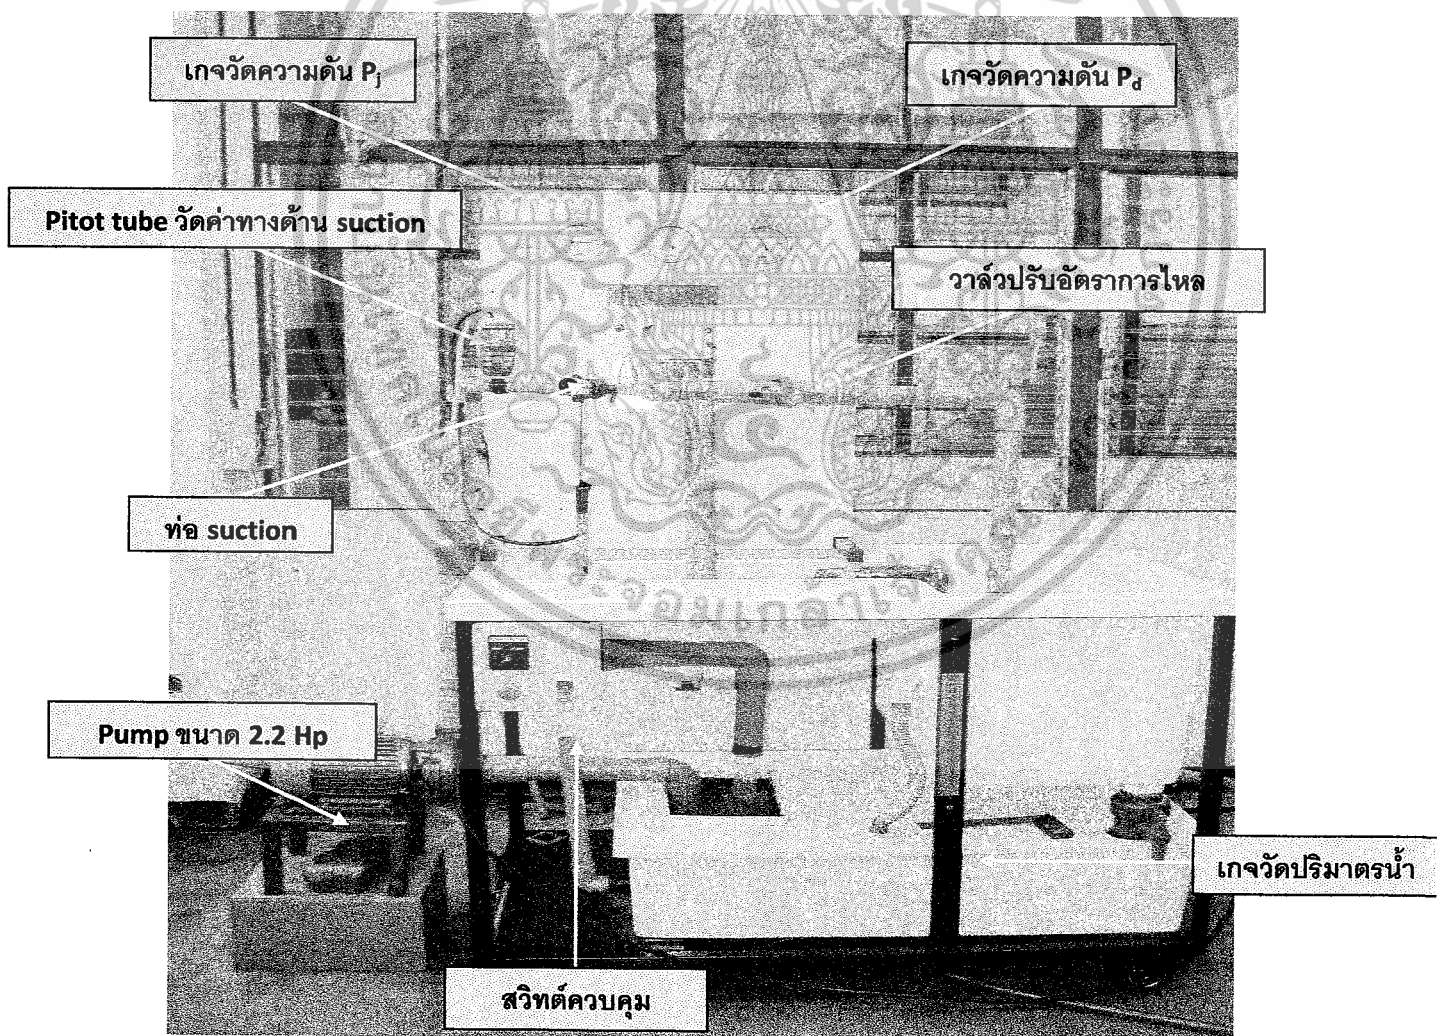 เกจวัดความดัน Pj
เกจวัดความดัน Pd
Pitot tube วัดค่าทางด้าน suction
วาล์วปรับอัตราการไหล
ท่อ suction
Pump ขนาด 2.2 Hp
เกจวัดปริมาตรน้ำ
สวิทต์ควบคุม